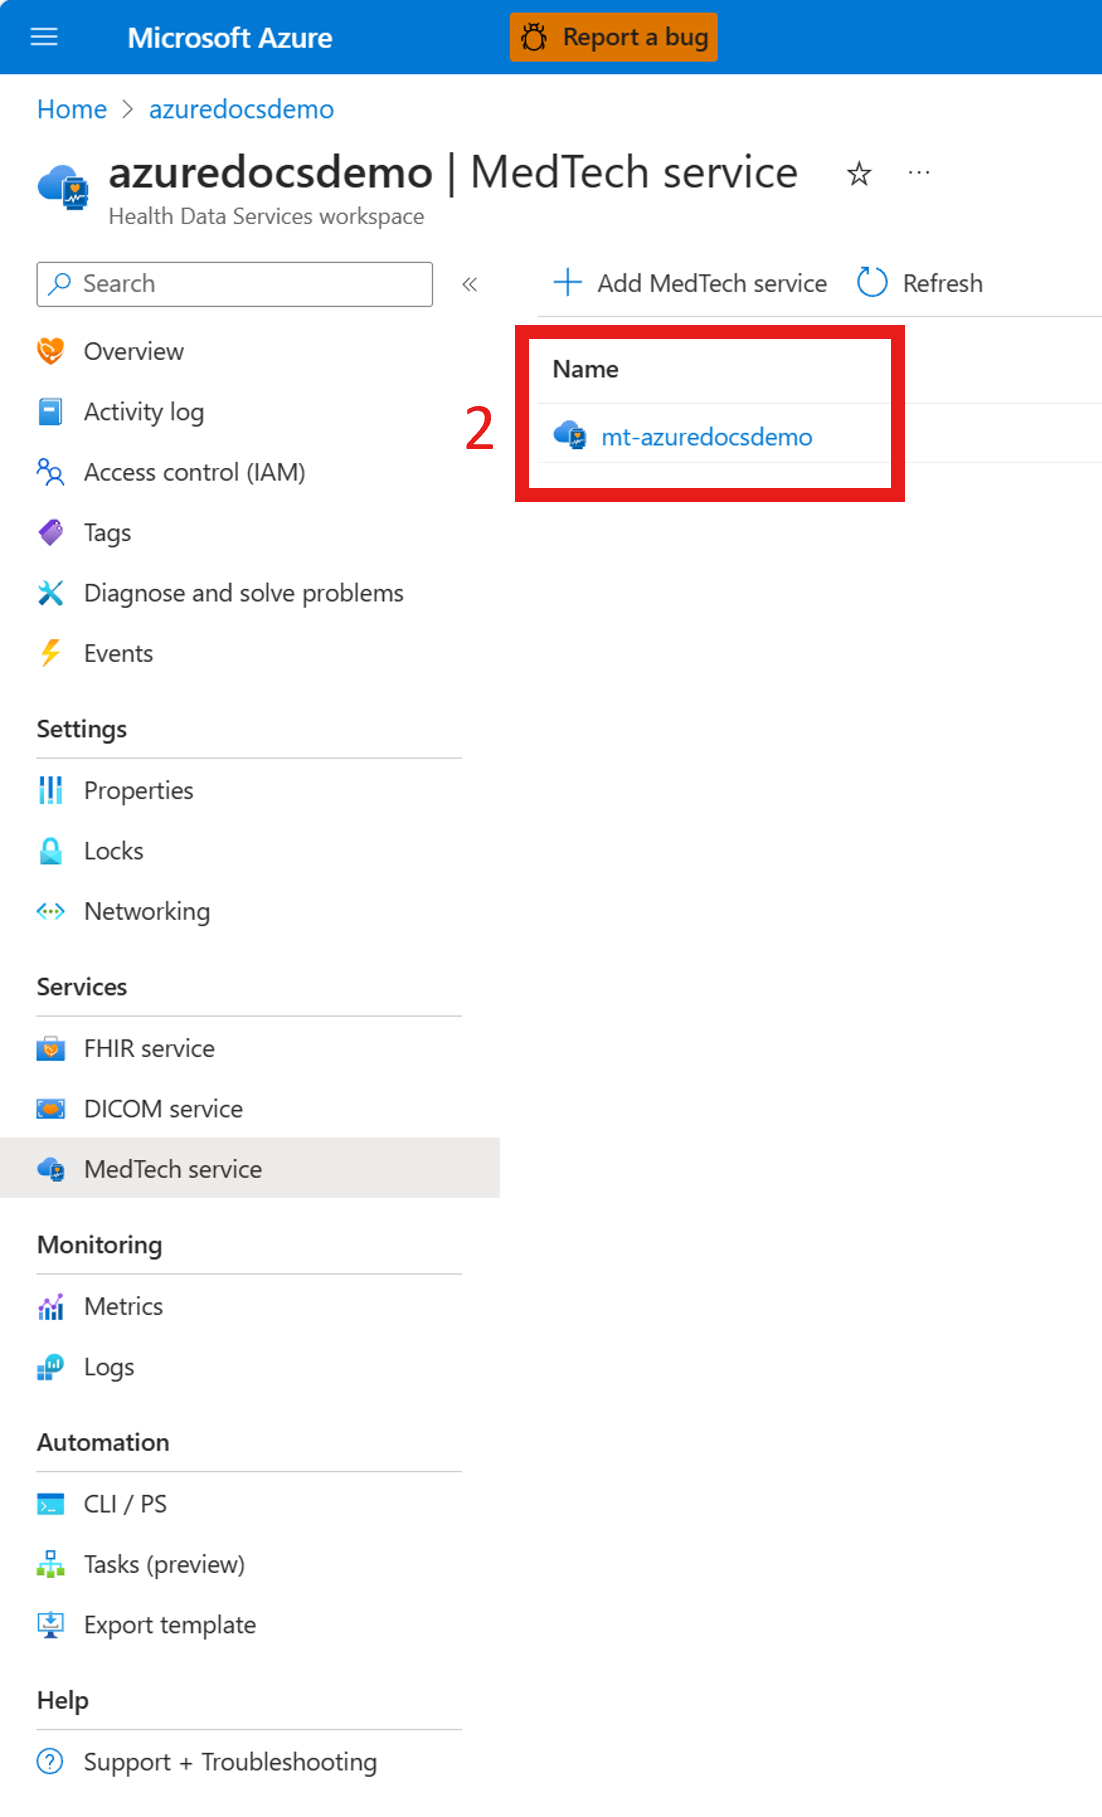 Microsoft Azure
Report a bug
Home > azuredocsdemo
azuredocsdemo | MedTech service ☆ ...
Health Data Services workspace
Search
«
+ Add MedTech service
Refresh
2
Name
mt-azuredocsdemo
Overview
Activity log
Access control (IAM)
Tags
Diagnose and solve problems
Events
Settings
Properties
Locks
Networking
Services
FHIR service
DICOM service
MedTech service
Monitoring
Metrics
Logs
Automation
CLI / PS
Tasks (preview)
Export template
Help
Support + Troubleshooting